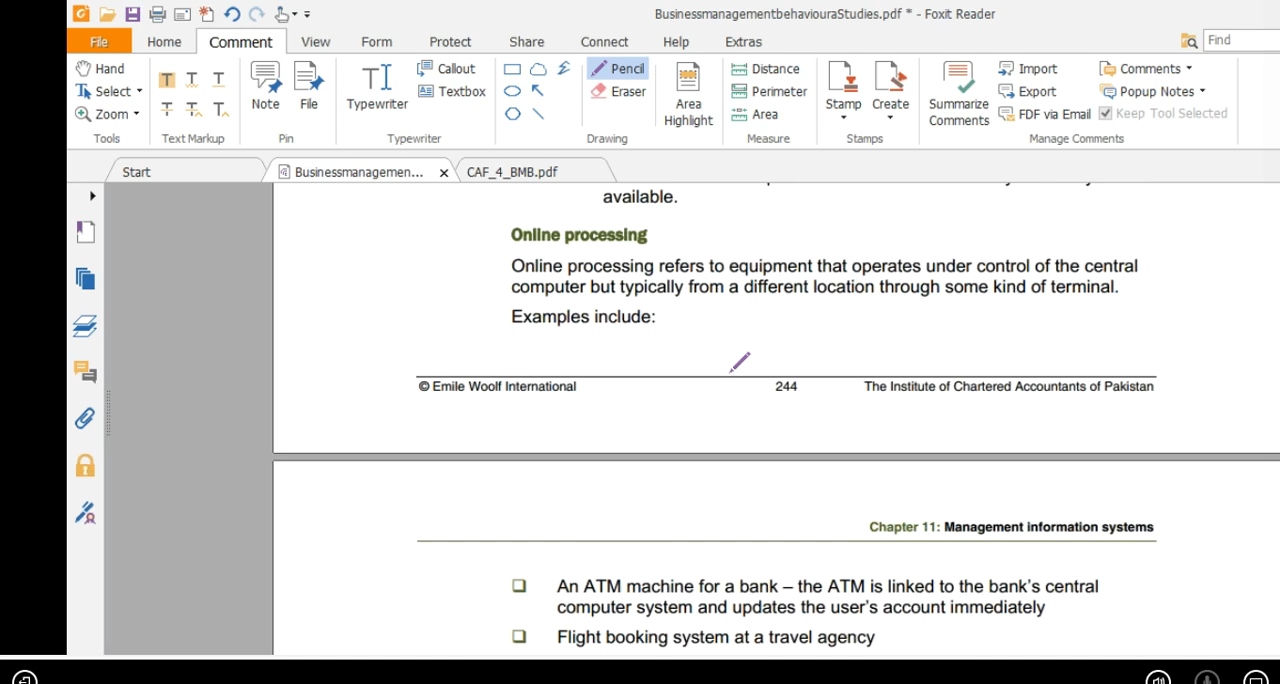 BusinessmanagementbehaviouraStudies.pdf * - Foxit Reader
File Home Comment View Form Protect Share Connect Help Extras Find
Hand Select Zoom Tools
T T T T T T Text Markup
Note File Pin
Typewriter Callout Textbox Typewriter
Pencil Eraser Area Highlight Drawing
Distance Perimeter Area Measure
Stamp Create Stamps
Summarize Comments Import Export FDF via Email Comments Popup Notes Keep Tool Selected Manage Comments
Start Businessmanagemen... CAF_4_BMB.pdf
available.
Online processing
Online processing refers to equipment that operates under control of the central
computer but typically from a different location through some kind of terminal.
Examples include:
© Emile Woolf International 244 The Institute of Chartered Accountants of Pakistan
Chapter 11: Management information systems
An ATM machine for a bank – the ATM is linked to the bank's central
computer system and updates the user's account immediately
Flight booking system at a travel agency